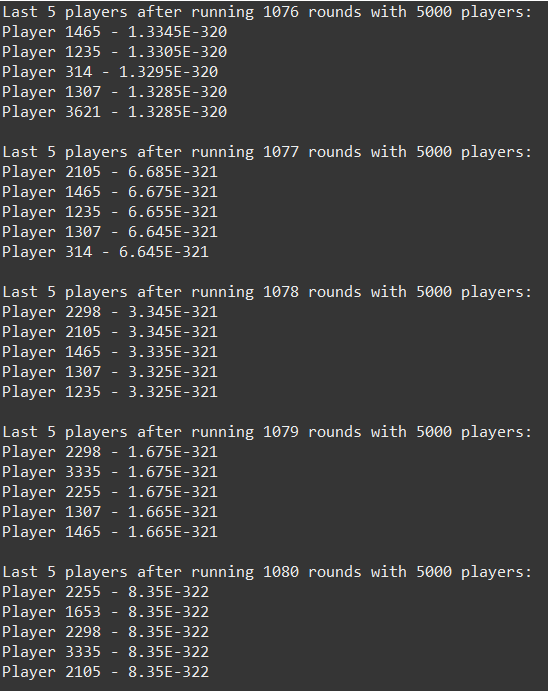 Last 5 players after running 1076 rounds with 5000 players:
Player 1465 - 1.3345E-320
Player 1235 - 1.3305E-320
Player 314 - 1.3295E-320
Player 1307 - 1.3285E-320
Player 3621 - 1.3285E-320

Last 5 players after running 1077 rounds with 5000 players:
Player 2105 - 6.685E-321
Player 1465 - 6.675E-321
Player 1235 - 6.655E-321
Player 1307 - 6.645E-321
Player 314 - 6.645E-321

Last 5 players after running 1078 rounds with 5000 players:
Player 2298 - 3.345E-321
Player 2105 - 3.345E-321
Player 1465 - 3.335E-321
Player 1307 - 3.325E-321
Player 1235 - 3.325E-321

Last 5 players after running 1079 rounds with 5000 players:
Player 2298 - 1.675E-321
Player 3335 - 1.675E-321
Player 2255 - 1.675E-321
Player 1307 - 1.665E-321
Player 1465 - 1.665E-321

Last 5 players after running 1080 rounds with 5000 players:
Player 2255 - 8.35E-322
Player 1653 - 8.35E-322
Player 2298 - 8.35E-322
Player 3335 - 8.35E-322
Player 2105 - 8.35E-322